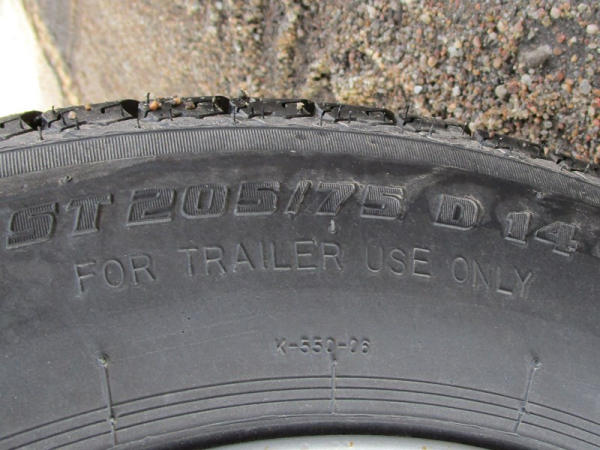 ST 205/75 D 14
FOR TRAILER USE ONLY
K-550-06